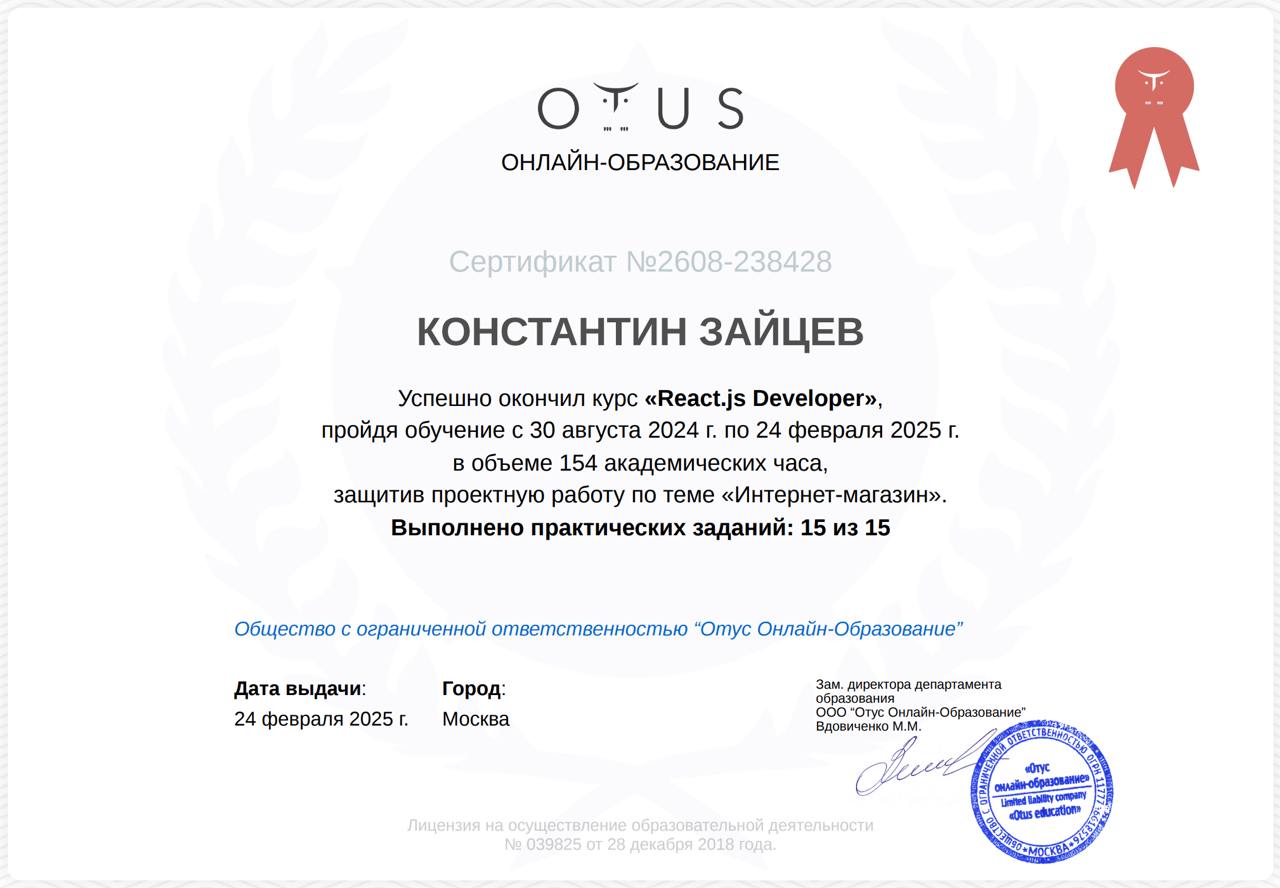 OTUS
ОНЛАЙН-ОБРАЗОВАНИЕ
Сертификат №2608-238428
КОНСТАНТИН ЗАЙЦЕВ
Успешно окончил курс «React.js Developer»,
пройдя обучение с 30 августа 2024 г. по 24 февраля 2025 г.
в объеме 154 академических часа,
защитив проектную работу по теме «Интернет-магазин».
Выполнено практических заданий: 15 из 15
Общество с ограниченной ответственностью “Отус Онлайн-Образование”
Дата выдачи:
24 февраля 2025 г.
Город:
Москва
Зам. директора департамента
образования
ООО “Отус Онлайн-Образование”
Вдовиченко М.М.
ОБЩЕСТВО С ОГРАНИЧЕННОЙ ОТВЕТСТВЕННОСТЬЮ ОГРН
*МОСКВА*
«Отус
онлайн-образование»
Limited liability company
«Otus education»
Лицензия на осуществление образовательной деятельности
№ 039825 от 28 декабря 2018 года.